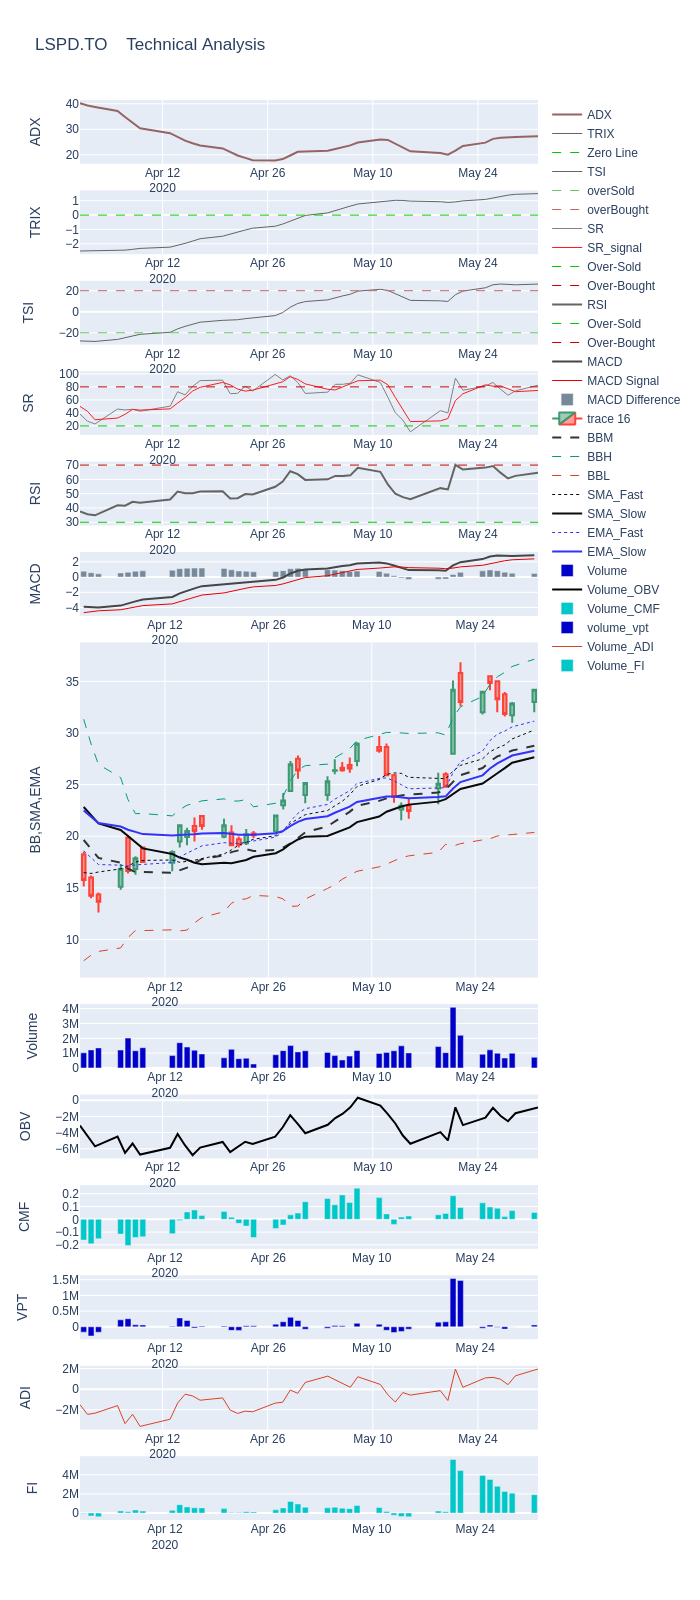 LSPD.TO    Technical Analysis
ADX
40
30
20
Apr 12
2020
Apr 26
May 10
May 24
TRIX
1
0
−1
−2
Apr 12
2020
Apr 26
May 10
May 24
TSI
20
0
−20
Apr 12
2020
Apr 26
May 10
May 24
SR
100
80
60
40
20
Apr 12
2020
Apr 26
May 10
May 24
RSI
70
60
50
40
30
Apr 12
2020
Apr 26
May 10
May 24
MACD
2
0
−2
−4
Apr 12
2020
Apr 26
May 10
May 24
BB,SMA,EMA
35
30
25
20
15
10
Apr 12
2020
Apr 26
May 10
May 24
Volume
4M
3M
2M
1M
0
Apr 12
2020
Apr 26
May 10
May 24
OBV
0
−2M
−4M
−6M
Apr 12
2020
Apr 26
May 10
May 24
CMF
0.2
0.1
0
−0.1
−0.2
Apr 12
2020
Apr 26
May 10
May 24
VPT
1.5M
1M
0.5M
0
Apr 12
2020
Apr 26
May 10
May 24
ADI
2M
0
−2M
Apr 12
2020
Apr 26
May 10
May 24
FI
4M
2M
0
Apr 12
2020
Apr 26
May 10
May 24
ADX
TRIX
Zero Line
TSI
overSold
overBought
SR
SR_signal
Over-Sold
Over-Bought
RSI
Over-Sold
Over-Bought
MACD
MACD Signal
MACD Difference
trace 16
BBM
BBH
BBL
SMA_Fast
SMA_Slow
EMA_Fast
EMA_Slow
Volume
Volume_OBV
Volume_CMF
volume_vpt
Volume_ADI
Volume_FI